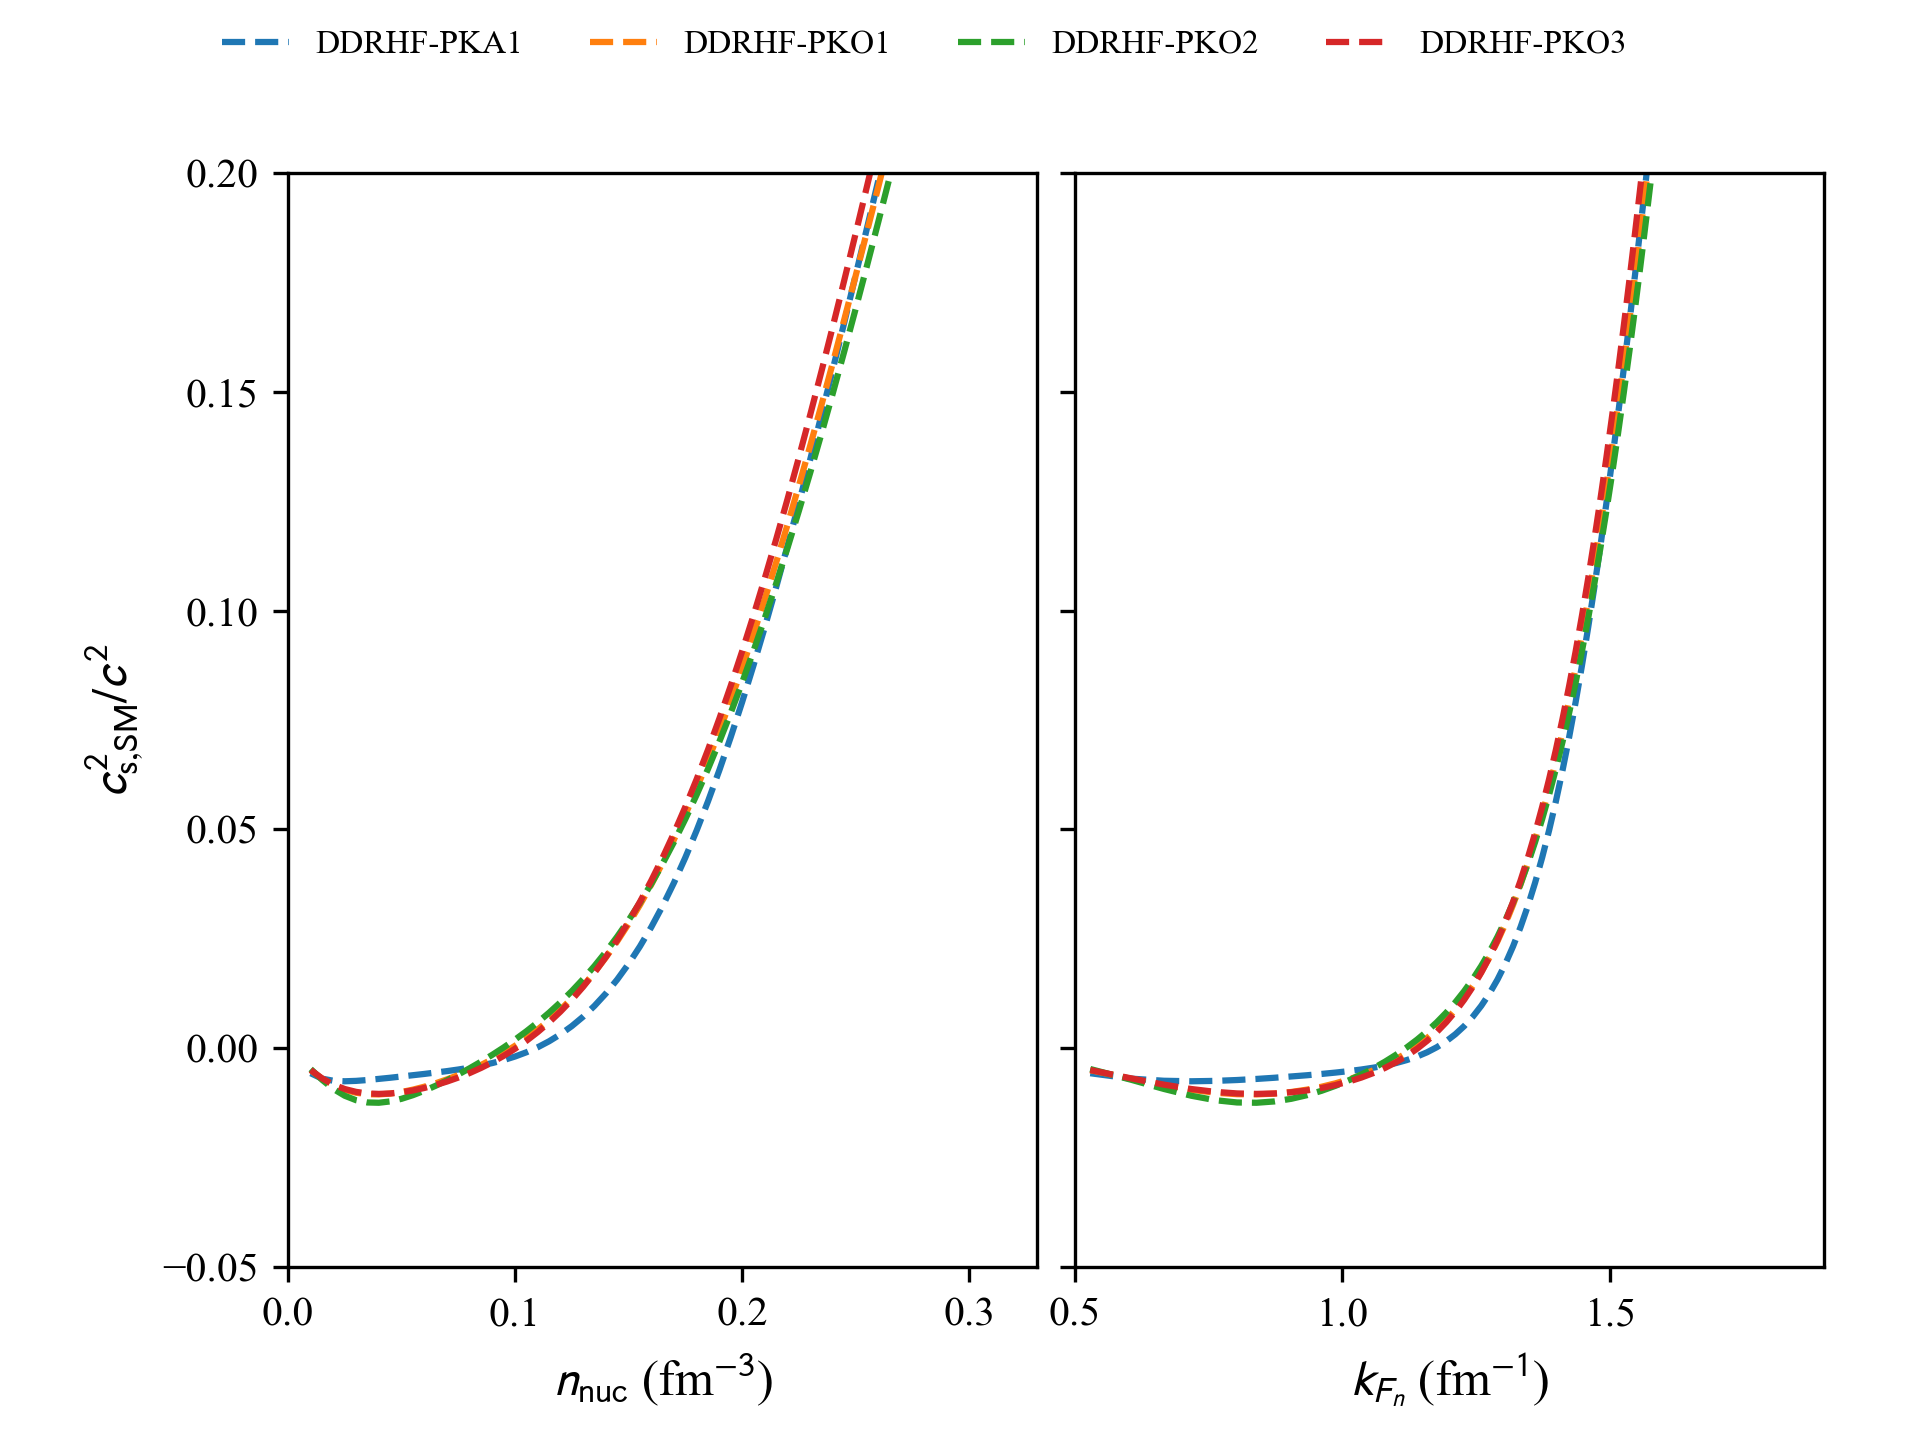 DDRHF-PKA1 DDRHF-PKO1 DDRHF-PKO2 DDRHF-PKO3
0.20
0.15
0.10
0.05
0.00
−0.05
c²s,SM/c²
0.0 0.1 0.2 0.3
0.5 1.0 1.5
nnuc (fm⁻³)
kFn (fm⁻¹)